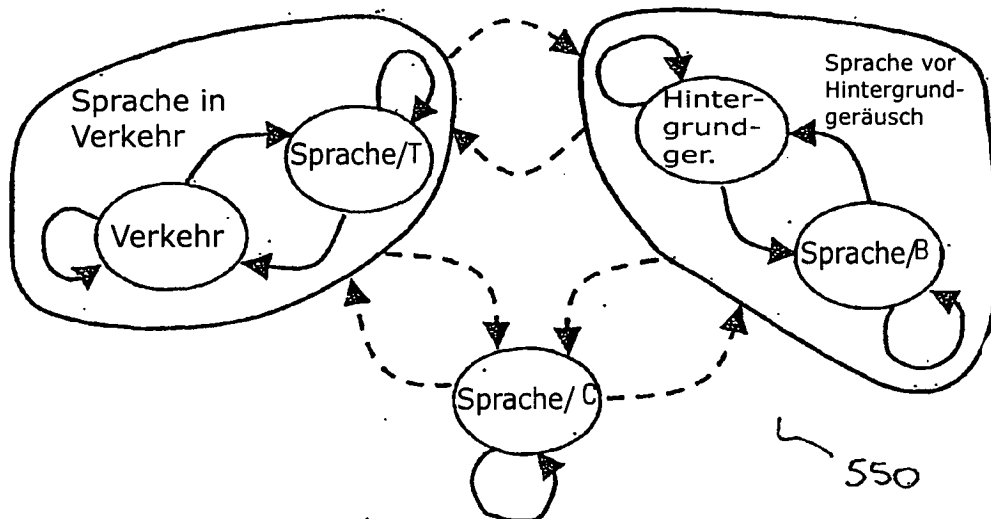 Sprache in
Verkehr
Sprache/T
Verkehr
Hinter-
grund-
ger.
Sprache vor
Hintergrund-
geräusch
Sprache/B
Sprache/ C
550